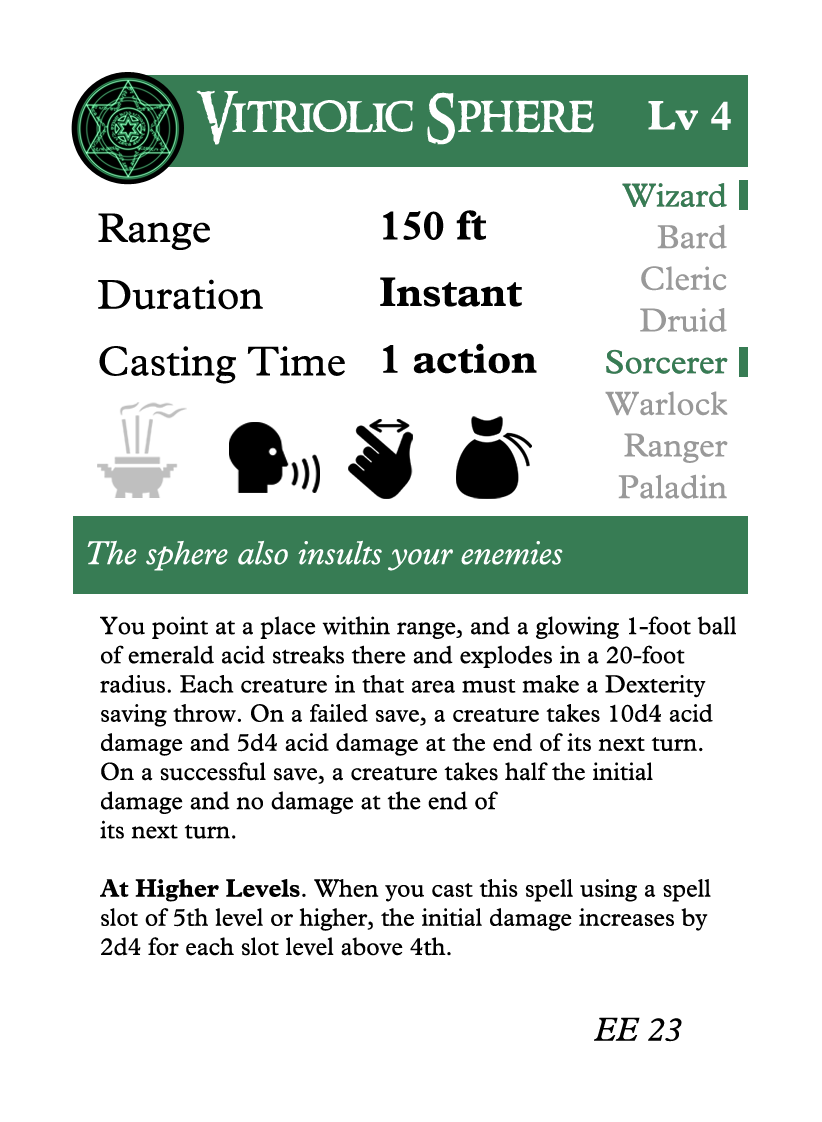 VITRIOLIC SPHERE Lv 4
Wizard
Bard
Cleric
Druid
Sorcerer
Warlock
Ranger
Paladin
Range 150 ft
Duration Instant
Casting Time 1 action
The sphere also insults your enemies
You point at a place within range, and a glowing 1-foot ball
of emerald acid streaks there and explodes in a 20-foot
radius. Each creature in that area must make a Dexterity
saving throw. On a failed save, a creature takes 10d4 acid
damage and 5d4 acid damage at the end of its next turn.
On a successful save, a creature takes half the initial
damage and no damage at the end of
its next turn.
At Higher Levels. When you cast this spell using a spell
slot of 5th level or higher, the initial damage increases by
2d4 for each slot level above 4th.
EE 23